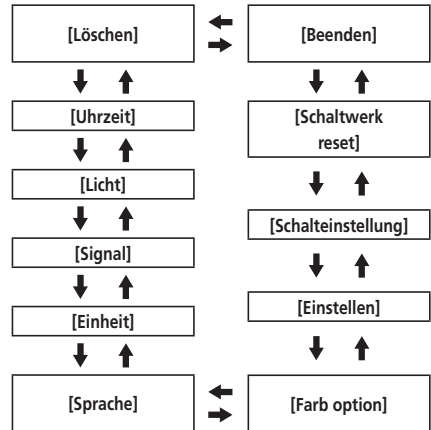 [Löschen]
[Beenden]
[Uhrzeit]
[Schaltwerk
reset]
[Licht]
[Schalteinstellung]
[Signal]
[Einstellen]
[Einheit]
[Sprache]
[Farb option]